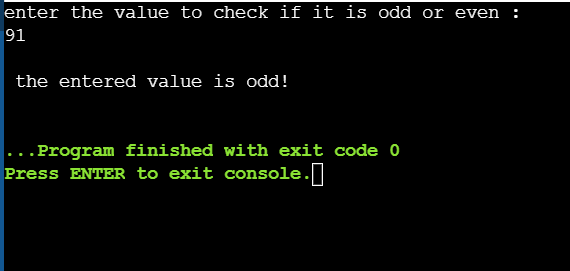 enter the value to check if it is odd or even :
91
the entered value is odd!
...Program finished with exit code 0
Press ENTER to exit console.